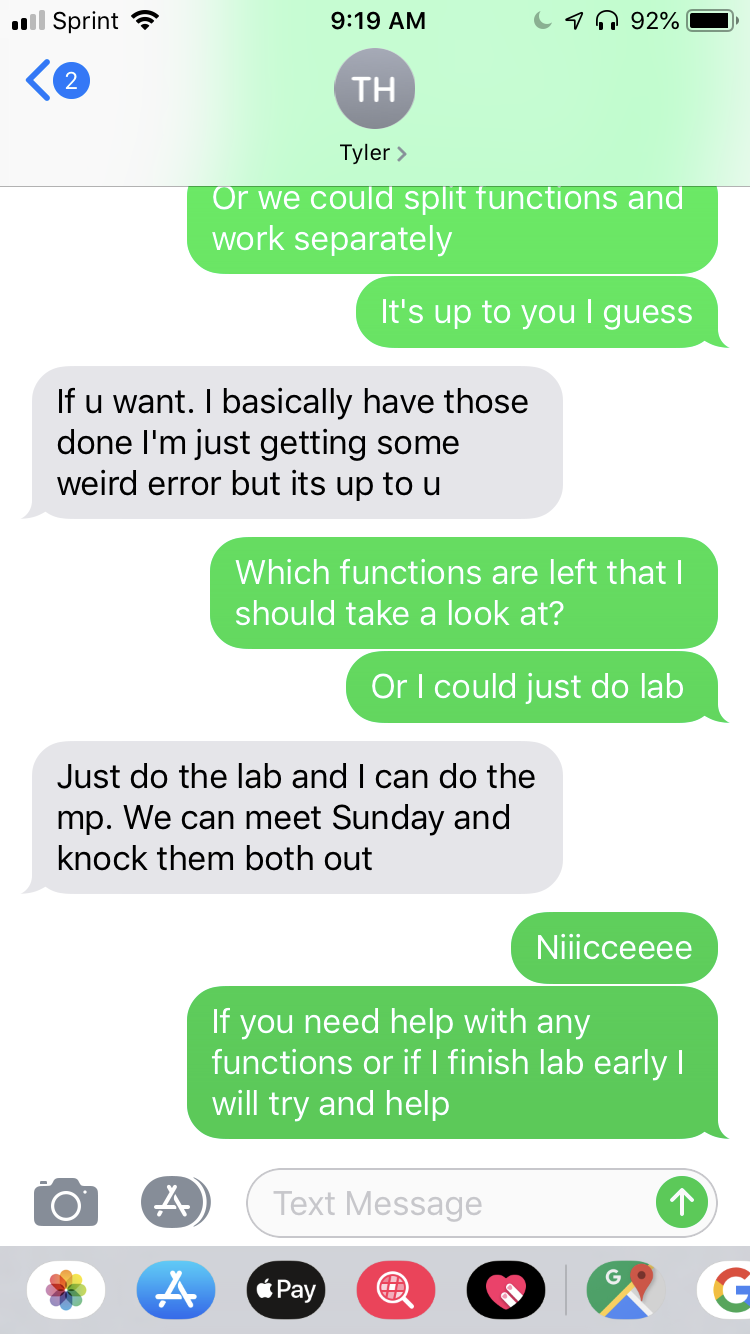 Sprint 9:19 AM 92%
2
TH
Tyler
Or we could split functions and
work separately
It's up to you I guess
If u want. I basically have those
done I'm just getting some
weird error but its up to u
Which functions are left that I
should take a look at?
Or I could just do lab
Just do the lab and I can do the
mp. We can meet Sunday and
knock them both out
Niiicceeee
If you need help with any
functions or if I finish lab early I
will try and help
Text Message
Pay G G